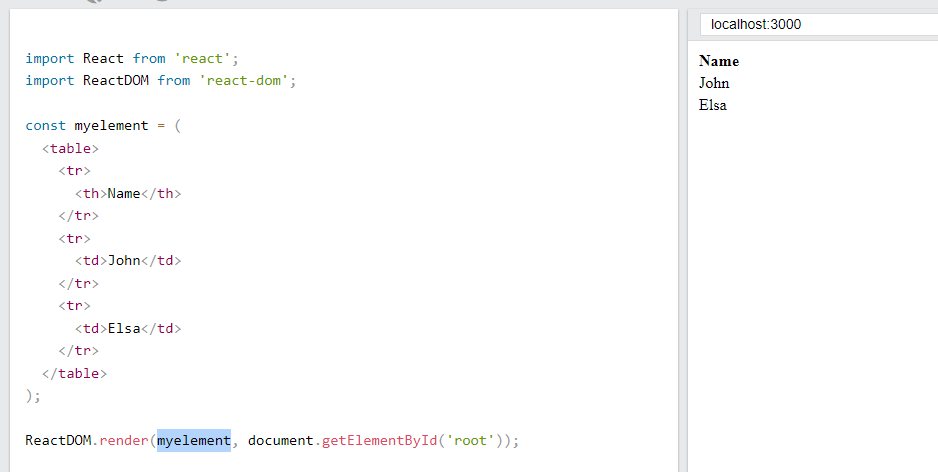 import React from 'react';
import ReactDOM from 'react-dom';
const myelement = (
<table>
<tr>
<th>Name</th>
</tr>
<tr>
<td>John</td>
</tr>
<tr>
<td>Elsa</td>
</tr>
</table>
);
ReactDOM.render(myelement, document.getElementById('root'));
localhost:3000
Name
John
Elsa